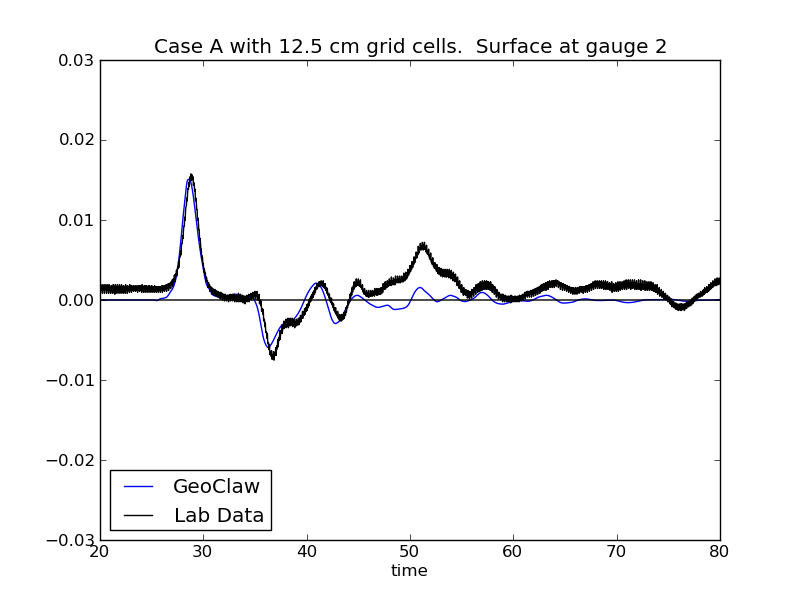 Case A with 12.5 cm grid cells.  Surface at gauge 2
0.03
0.02
0.01
0.00
−0.01
−0.02
−0.03
GeoClaw
Lab Data
20 30 40 50 60 70 80
time